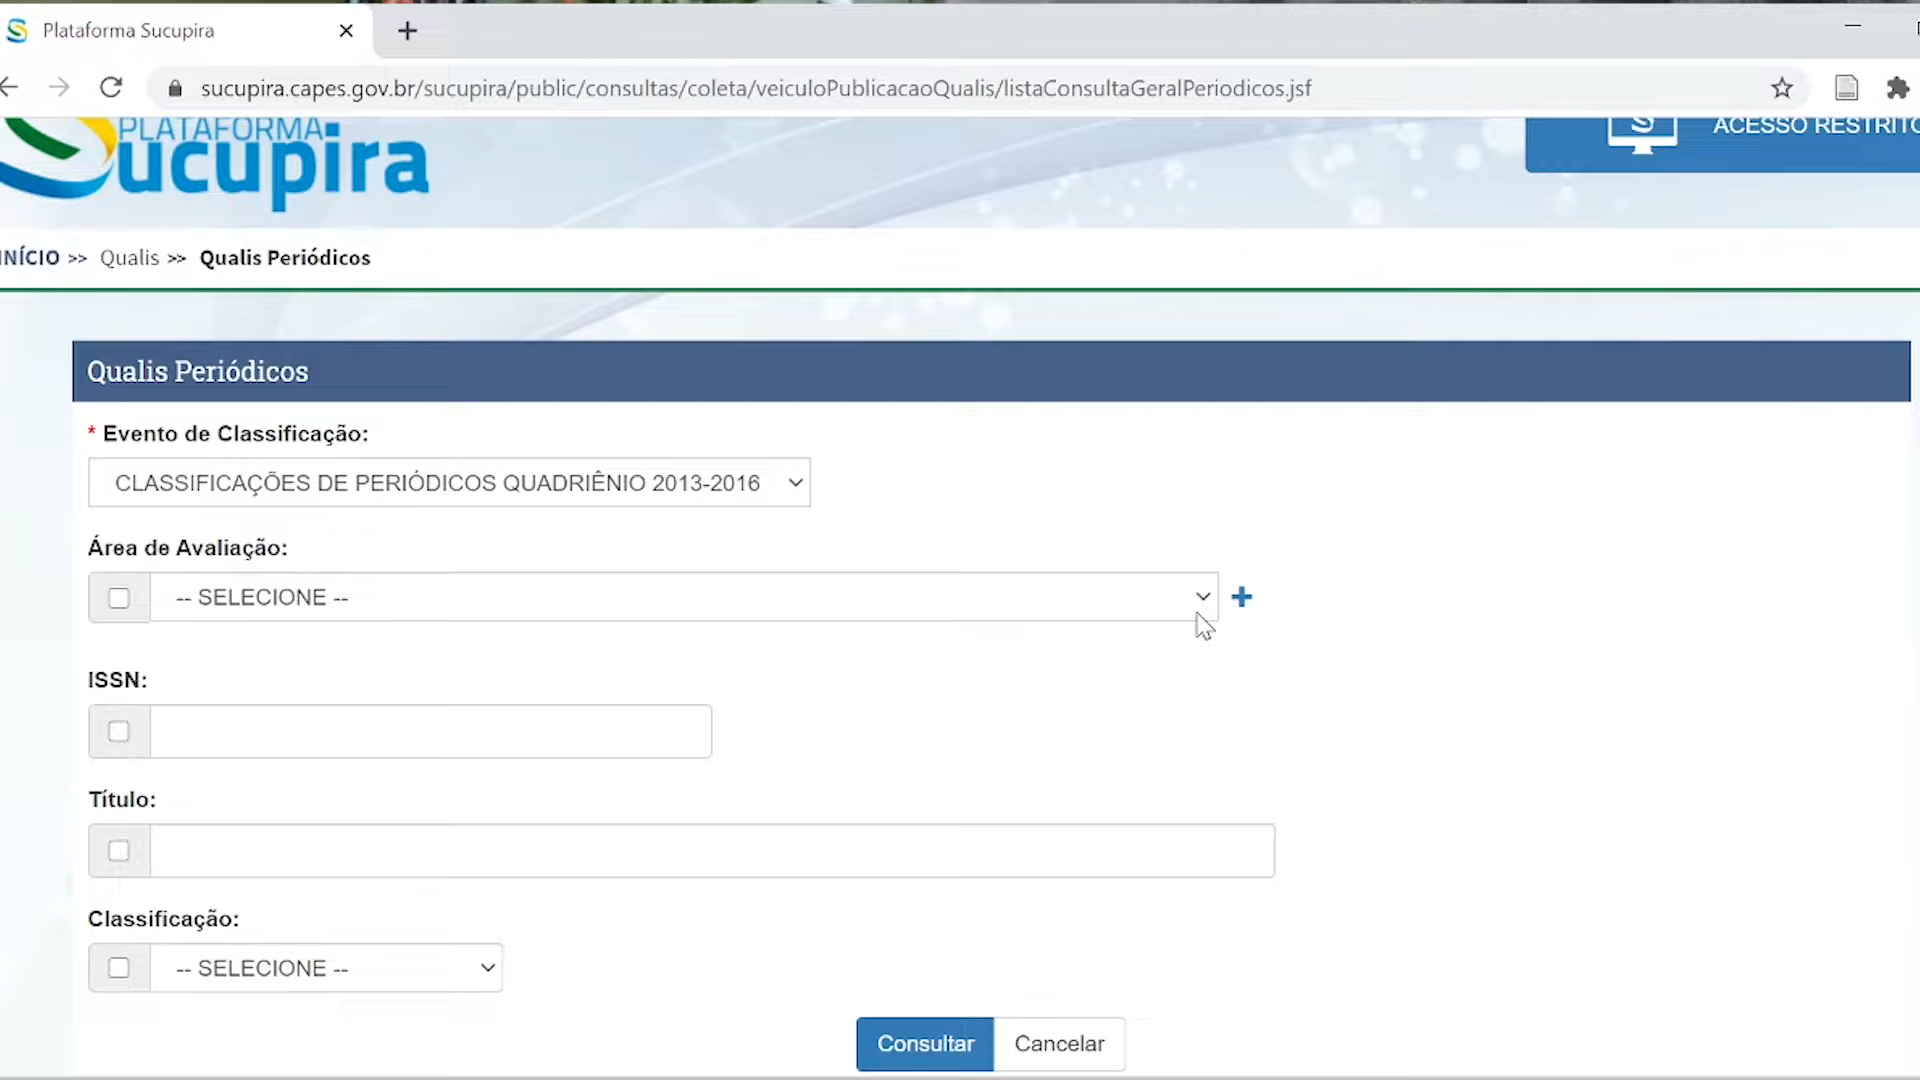 Plataforma Sucupira
sucupira.capes.gov.br/sucupira/public/consultas/coleta/veiculoPublicacaoQualis/listaConsultaGeralPeriodicos.jsf
PLATAFORMA
Sucupira
S
ACESSO RESTRITO
INÍCIO >> Qualis >> Qualis Periódicos
Qualis Periódicos
* Evento de Classificação:
CLASSIFICAÇÕES DE PERIÓDICOS QUADRIÊNIO 2013-2016
Área de Avaliação:
-- SELECIONE --
ISSN:
Título:
Classificação:
-- SELECIONE --
Consultar
Cancelar